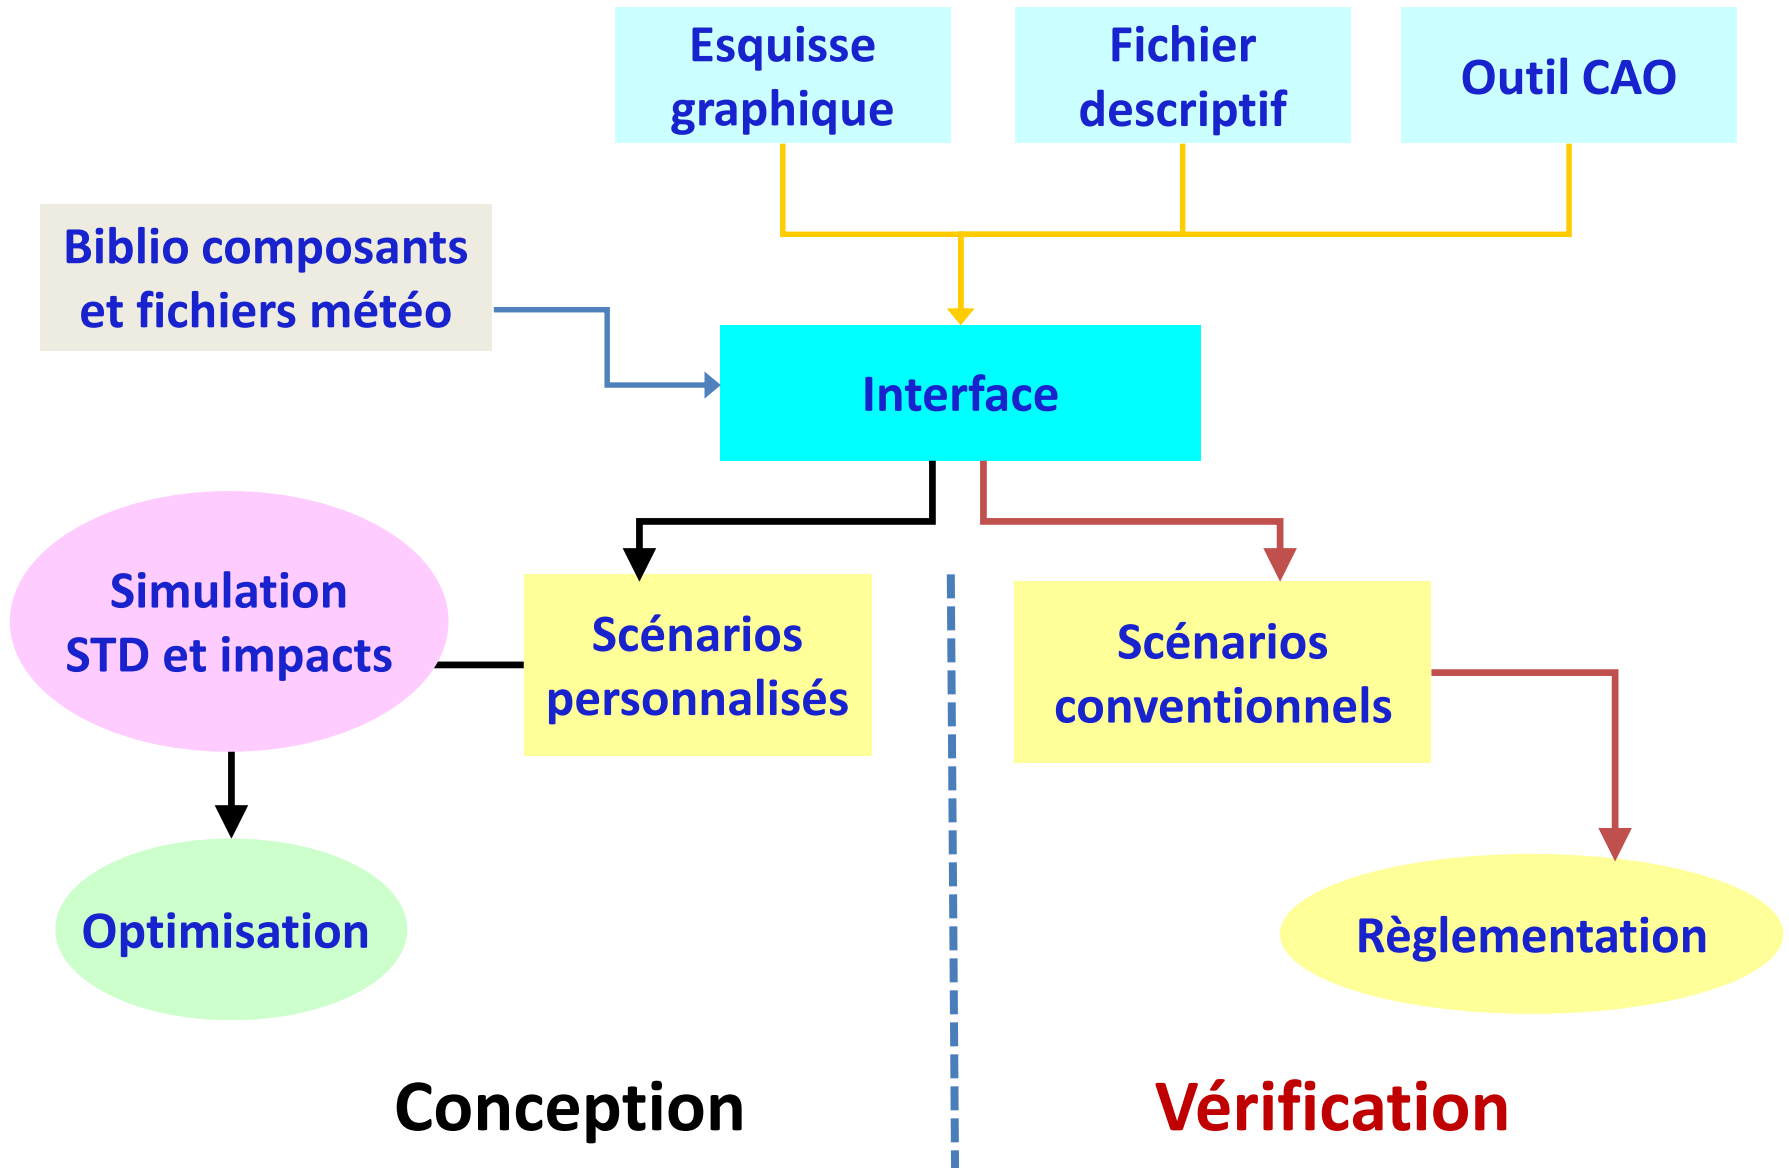 Esquisse
graphique
Fichier
descriptif
Outil CAO
Biblio composants
et fichiers météo
Interface
Simulation
STD et impacts
Scénarios
personnalisés
Scénarios
conventionnels
Optimisation
Règlementation
Conception
Vérification